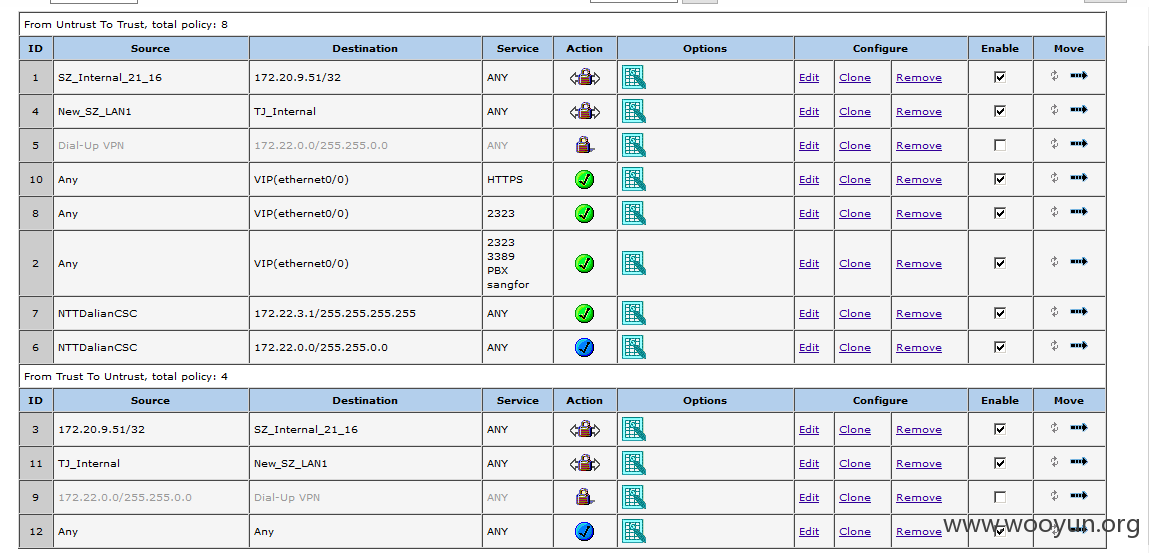 From Untrust To Trust, total policy: 8
ID Source Destination Service Action Options Configure Enable Move
1 SZ_Internal_21_16 172.20.9.51/32 ANY Edit Clone Remove
4 New_SZ_LAN1 TJ_Internal ANY Edit Clone Remove
5 Dial-Up VPN 172.22.0.0/255.255.0.0 ANY Edit Clone Remove
10 Any VIP(ethernet0/0) HTTPS Edit Clone Remove
8 Any VIP(ethernet0/0) 2323 Edit Clone Remove
2 Any VIP(ethernet0/0) 2323
3389
PBX
sangfor Edit Clone Remove
7 NTTDalianCSC 172.22.3.1/255.255.255.255 ANY Edit Clone Remove
6 NTTDalianCSC 172.22.0.0/255.255.0.0 ANY Edit Clone Remove
From Trust To Untrust, total policy: 4
ID Source Destination Service Action Options Configure Enable Move
3 172.20.9.51/32 SZ_Internal_21_16 ANY Edit Clone Remove
11 TJ_Internal New_SZ_LAN1 ANY Edit Clone Remove
9 172.22.0.0/255.255.0.0 Dial-Up VPN ANY Edit Clone Remove
12 Any Any ANY Edit Clone Remove
www.wooyun.org